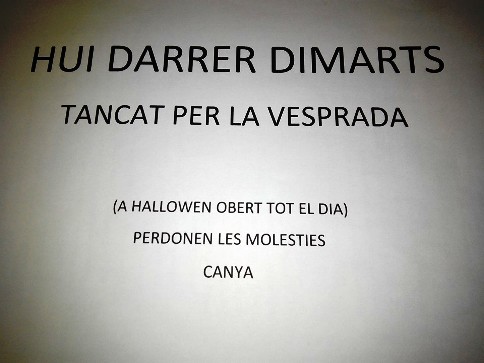 HUI DARRER DIMARTS
TANCAT PER LA VESPRADA
(A HALLOWEN OBERT TOT EL DIA)
PERDONEN LES MOLESTIES
CANYA